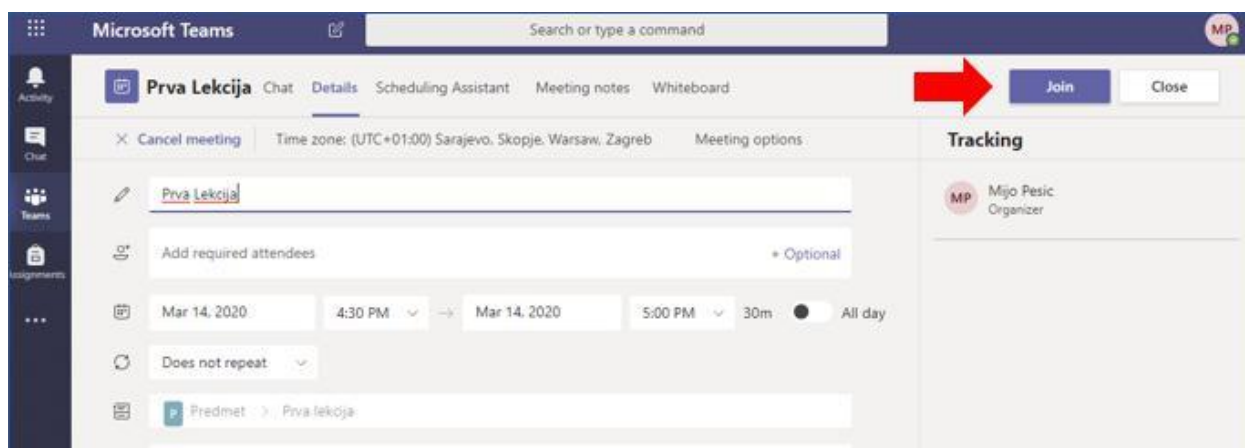 Microsoft Teams Search or type a command MP
Activity
Prva Lekcija Chat Details Scheduling Assistant Meeting notes Whiteboard Join Close
Chat
Cancel meeting Time zone: (UTC+01:00) Sarajevo, Skopje, Warsaw, Zagreb Meeting options Tracking
Teams
Prva Lekcija
MP Mijo Pesic
Organizer
Assignments
Add required attendees + Optional
Mar 14, 2020 4:30 PM → Mar 14, 2020 5:00 PM 30m All day
Does not repeat
P Predmet > Prva lekcija